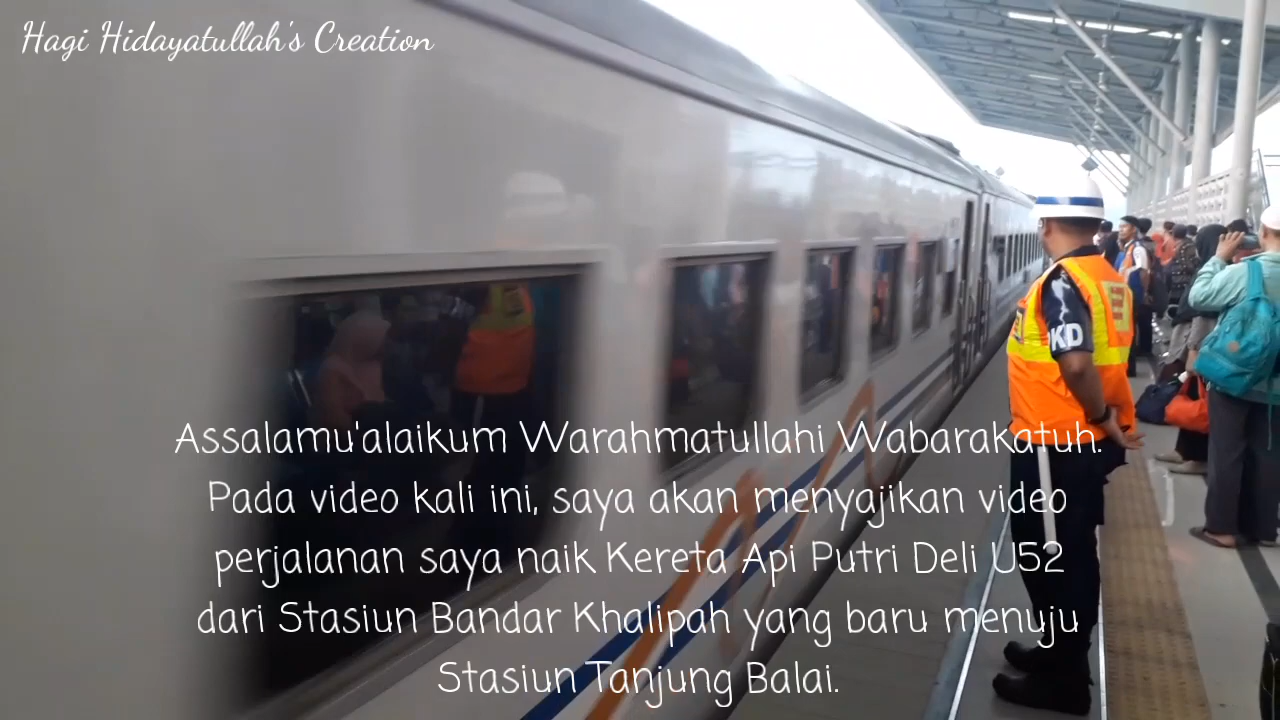 Hagi Hidayatullah's Creation
PKD
Assalamu'alaikum Warahmatullahi Wabarakatuh.
Pada video kali ini, saya akan menyajikan video
perjalanan saya naik Kereta Api Putri Deli U52
dari Stasiun Bandar Khalipah yang baru menuju
Stasiun Tanjung Balai.